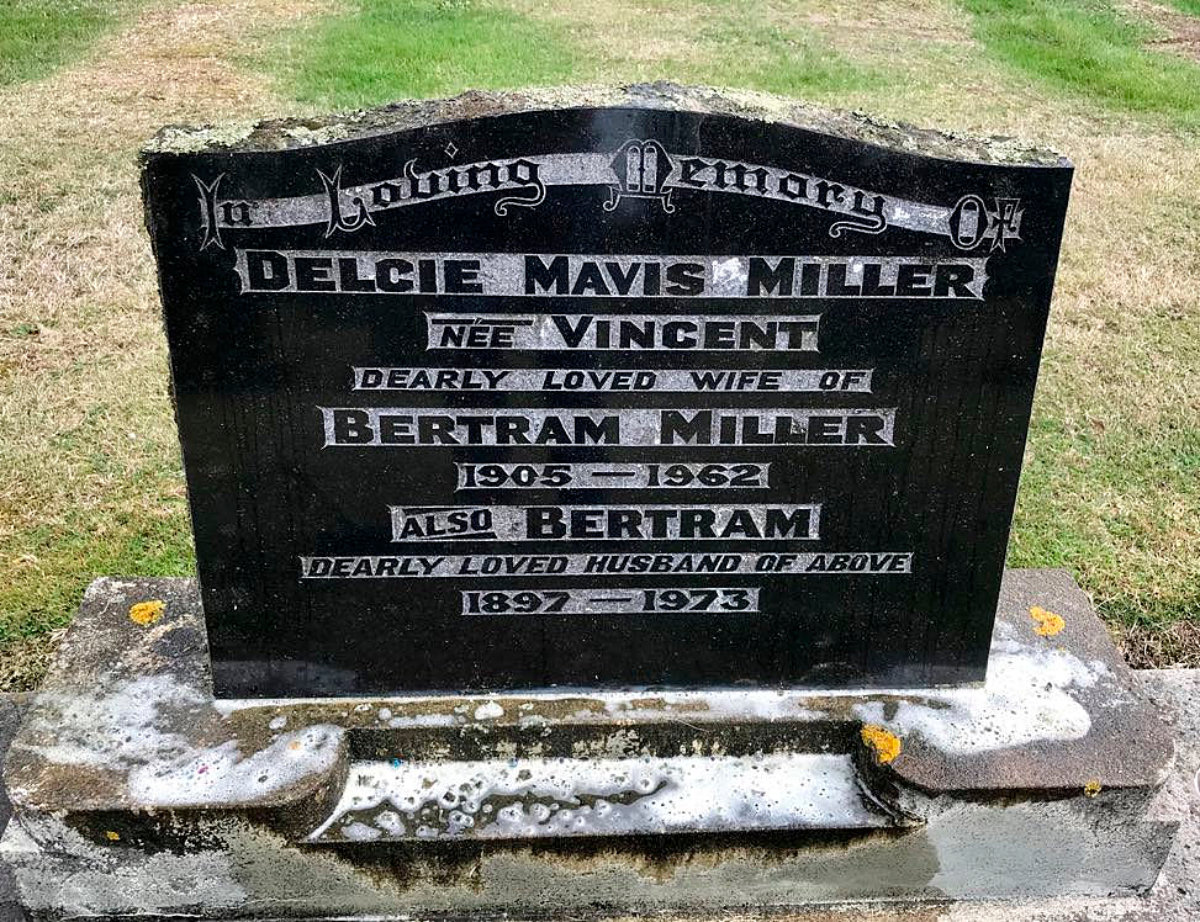 In Loving Memory Of
DELCIE MAVIS MILLER
NÉE VINCENT
DEARLY LOVED WIFE OF
BERTRAM MILLER
1905 — 1962
ALSO BERTRAM
DEARLY LOVED HUSBAND OF ABOVE
1897 — 1973